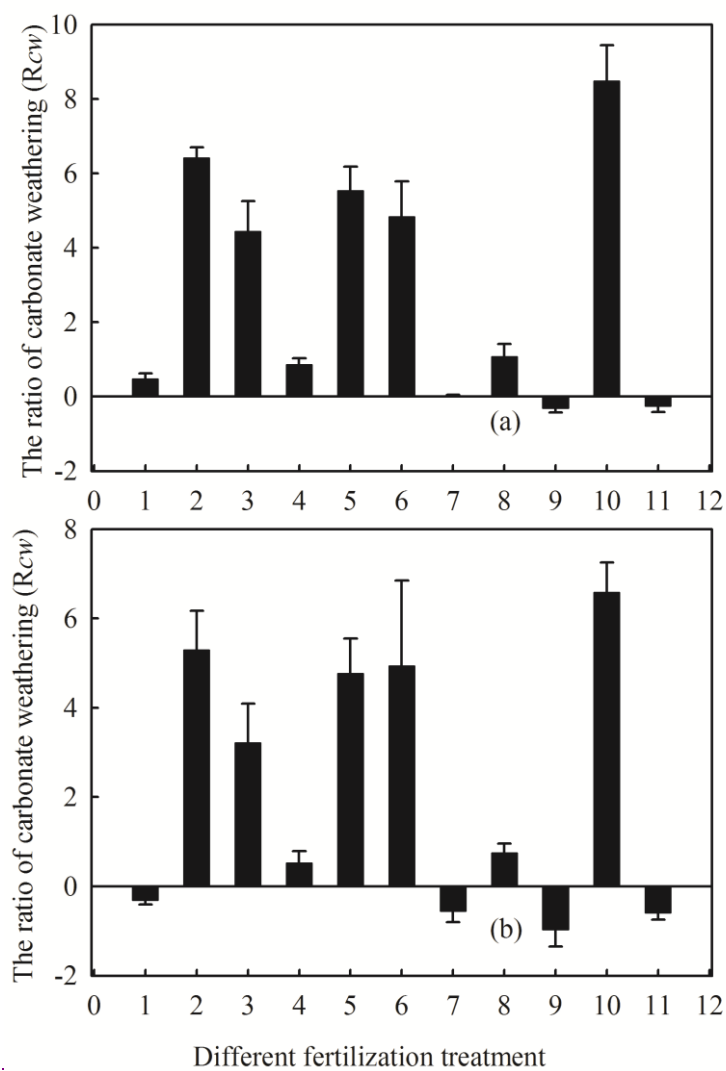 The ratio of carbonate weathering (Rcw)
10
8
6
4
2
0
-2
(a)
0 1 2 3 4 5 6 7 8 9 10 11 12
The ratio of carbonate weathering (Rcw)
8
6
4
2
0
-2
(b)
0 1 2 3 4 5 6 7 8 9 10 11 12
Different fertilization treatment